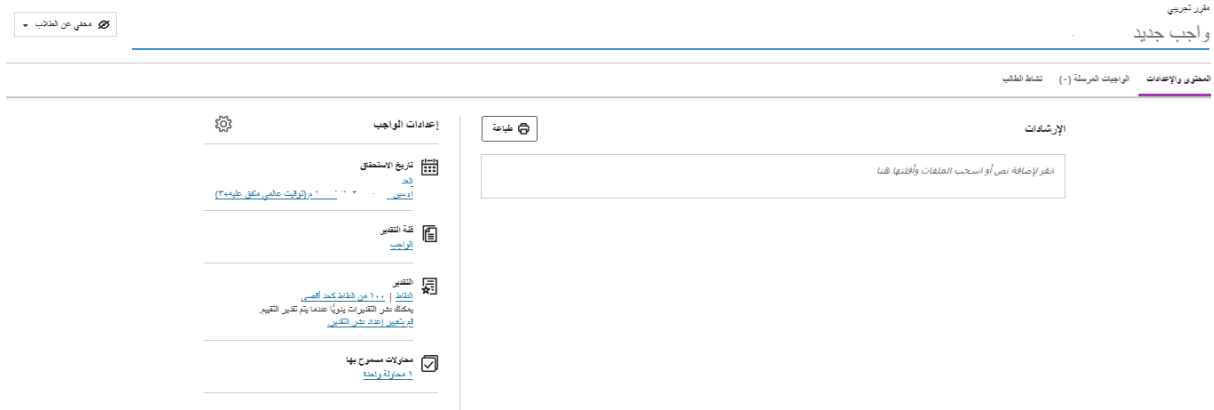 مقرر تجريبي
واجب جديد
مخفي عن الطلاب
المحتوى والإعدادات
الواجبات المرسلة (٠)
نشاط الطالب
الإرشادات
طباعة
انقر لإضافة نص أو اسحب الملفات وأفلتها هنا
إعدادات الواجب
تاريخ الاستحقاق
الغد
م (توقيت عالمي متفق عليه+٣)
فئة التقدير
الواجب
التقدير
النقاط | ١٠٠ من النقاط كحد أقصى
يمكنك نشر التقديرات يدويًا عندما يتم تقدير التقييم.
قم بتغيير إعداد نشر التقدير.
محاولات مسموح بها
١ محاولة واحدة